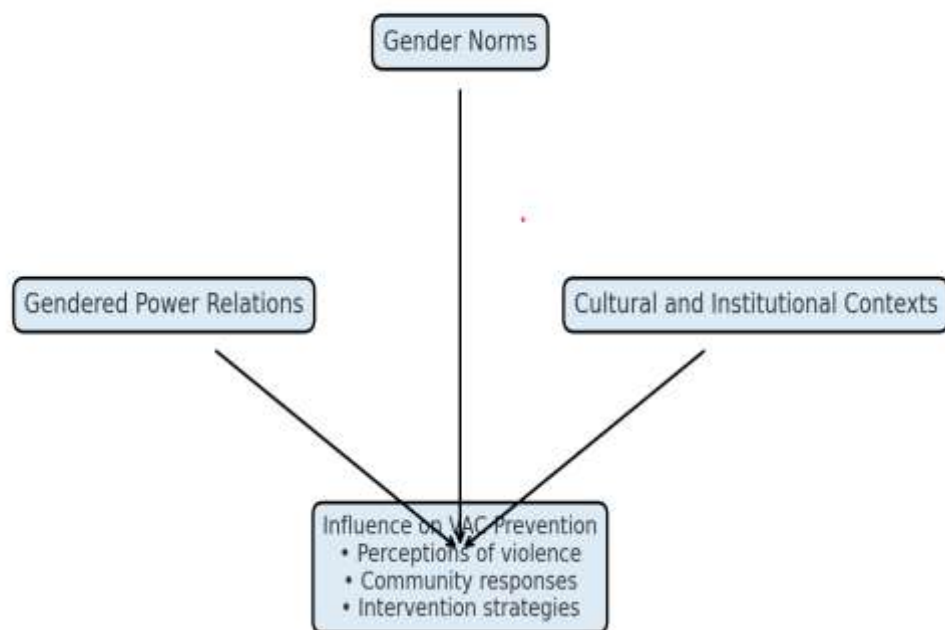 Gender Norms
Gendered Power Relations
Cultural and Institutional Contexts
Influence on VAC Prevention
• Perceptions of violence
• Community responses
• Intervention strategies